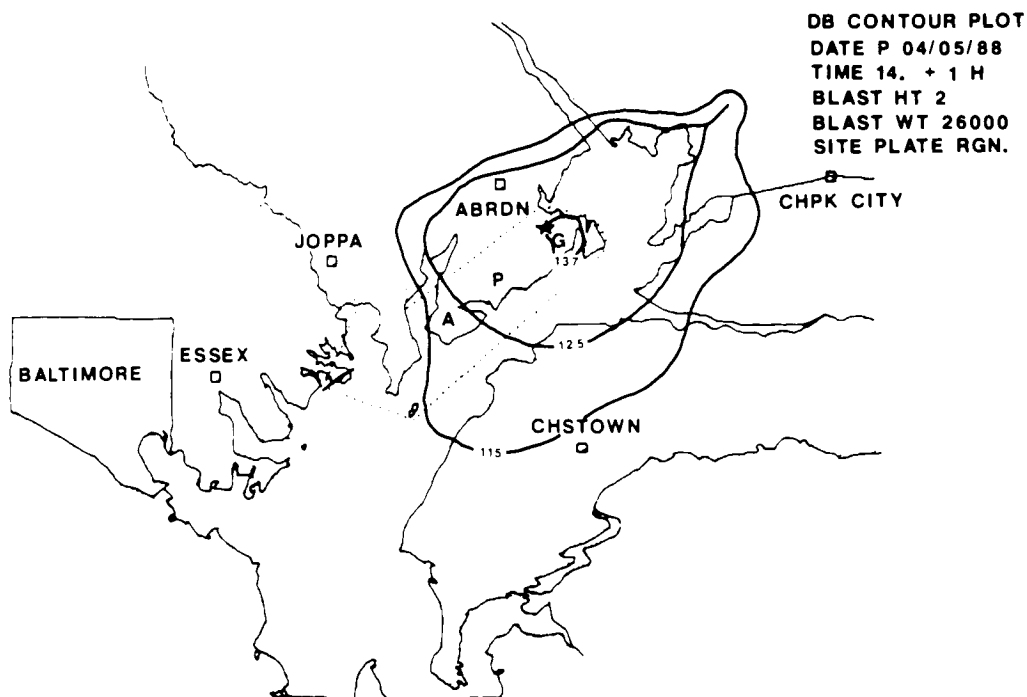 DB CONTOUR PLOT
DATE P 04/05/88
TIME 14. + 1 H
BLAST HT 2
BLAST WT 26000
SITE PLATE RGN.
CHPK CITY
ABRDN
JOPPA
G
137
P
A
125
ESSEX
BALTIMORE
CHSTOWN
115